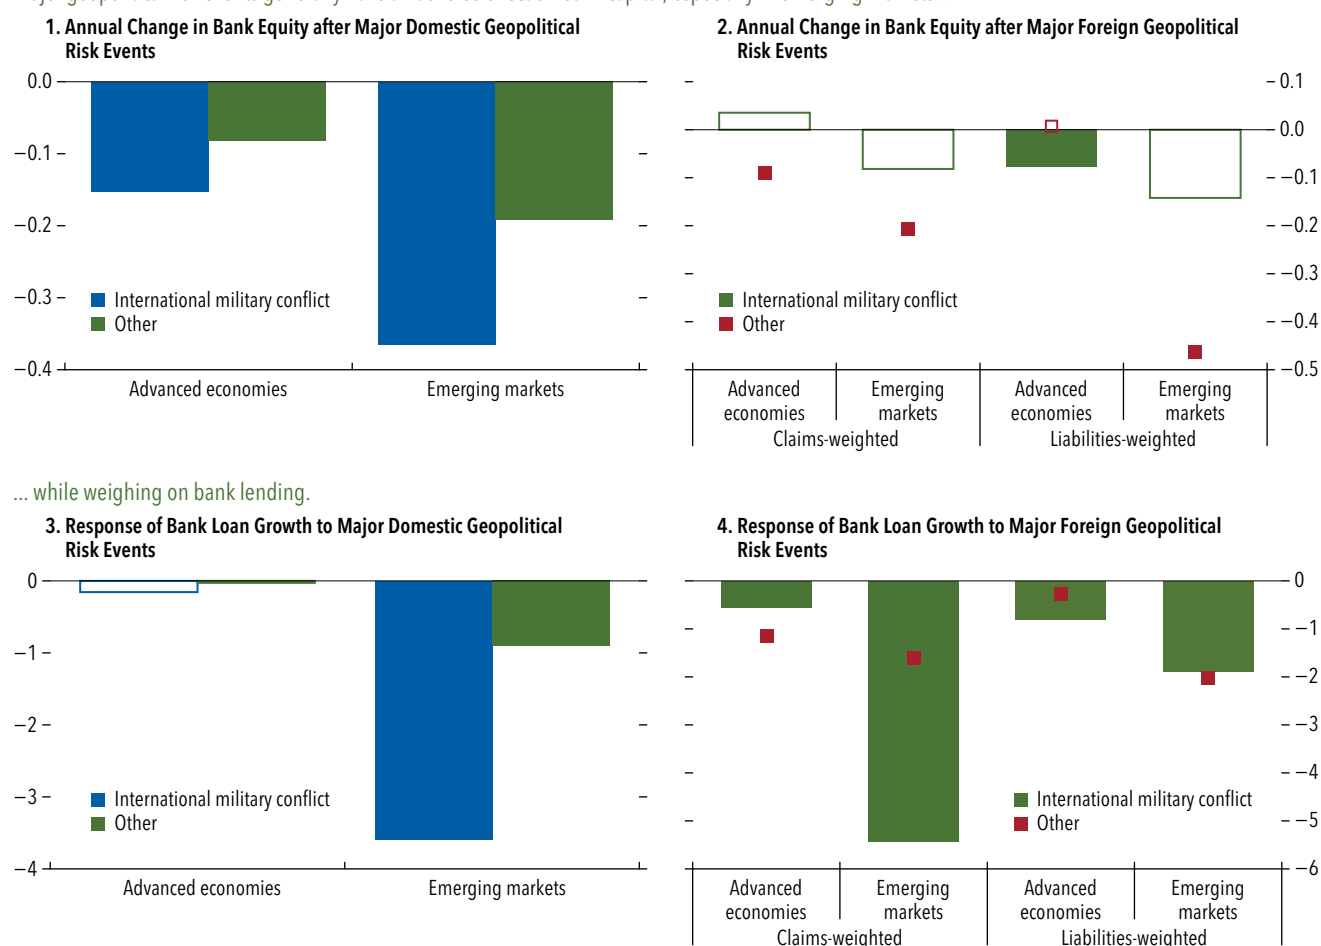 1. Annual Change in Bank Equity after Major Domestic Geopolitical
Risk Events
0.0
−0.1
−0.2
−0.3
−0.4
International military conflict
Other
Advanced economies
Emerging markets
2. Annual Change in Bank Equity after Major Foreign Geopolitical
Risk Events
0.1
0.0
−0.1
−0.2
−0.3
−0.4
−0.5
International military conflict
Other
Advanced
economies
Emerging
markets
Advanced
economies
Emerging
markets
Claims-weighted
Liabilities-weighted
... while weighing on bank lending.
3. Response of Bank Loan Growth to Major Domestic Geopolitical
Risk Events
0
−1
−2
−3
−4
International military conflict
Other
Advanced economies
Emerging markets
4. Response of Bank Loan Growth to Major Foreign Geopolitical
Risk Events
0
−1
−2
−3
−4
−5
−6
International military conflict
Other
Advanced
economies
Emerging
markets
Advanced
economies
Emerging
markets
Claims-weighted
Liabilities-weighted